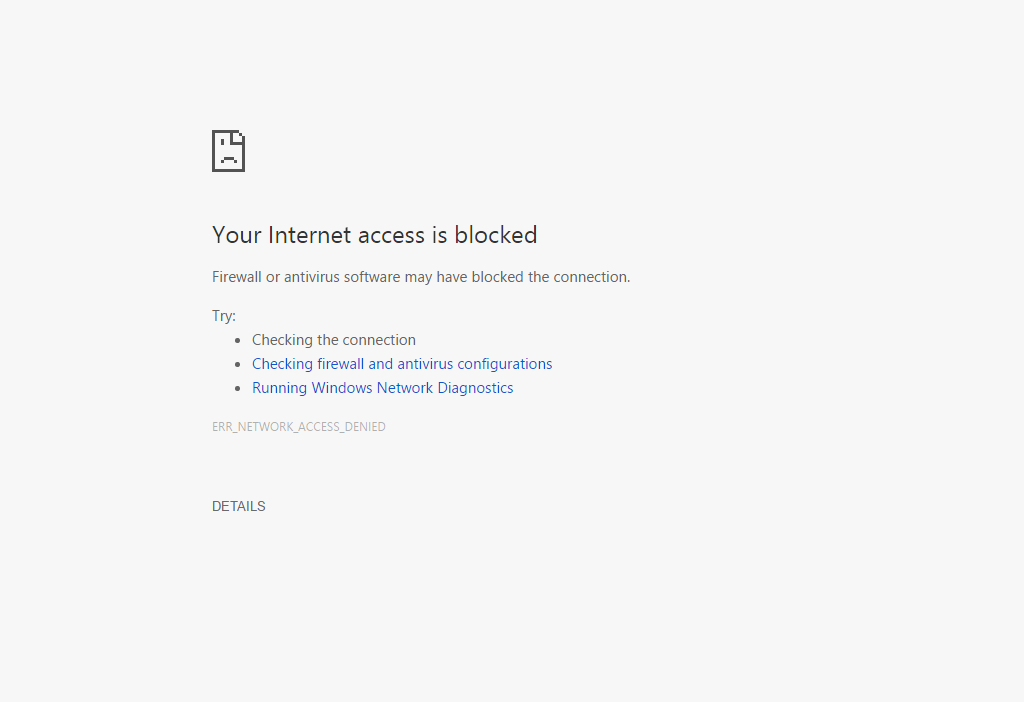 Your Internet access is blocked
Firewall or antivirus software may have blocked the connection.
Try:
Checking the connection
Checking firewall and antivirus configurations
Running Windows Network Diagnostics
ERR_NETWORK_ACCESS_DENIED
DETAILS